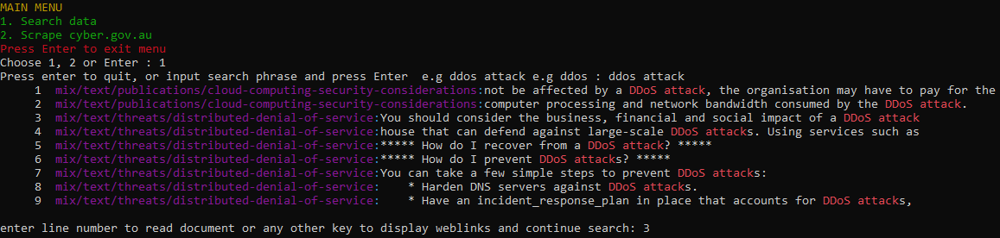 MAIN MENU
1. Search data
2. Scrape cyber.gov.au
Press Enter to exit menu
Choose 1, 2 or Enter : 1
Press enter to quit, or input search phrase and press Enter  e.g ddos attack e.g ddos : ddos attack
     1  mix/text/publications/cloud-computing-security-considerations:not be affected by a DDoS attack, the organisation may have to pay for the
     2  mix/text/publications/cloud-computing-security-considerations:computer processing and network bandwidth consumed by the DDoS attack.
     3  mix/text/threats/distributed-denial-of-service:You should consider the business, financial and social impact of a DDoS attack
     4  mix/text/threats/distributed-denial-of-service:house that can defend against large-scale DDoS attacks. Using services such as
     5  mix/text/threats/distributed-denial-of-service:***** How do I recover from a DDoS attack? *****
     6  mix/text/threats/distributed-denial-of-service:***** How do I prevent DDoS attacks? *****
     7  mix/text/threats/distributed-denial-of-service:You can take a few simple steps to prevent DDoS attacks:
     8  mix/text/threats/distributed-denial-of-service:    * Harden DNS servers against DDoS attacks.
     9  mix/text/threats/distributed-denial-of-service:    * Have an incident_response_plan in place that accounts for DDoS attacks,
enter line number to read document or any other key to display weblinks and continue search: 3